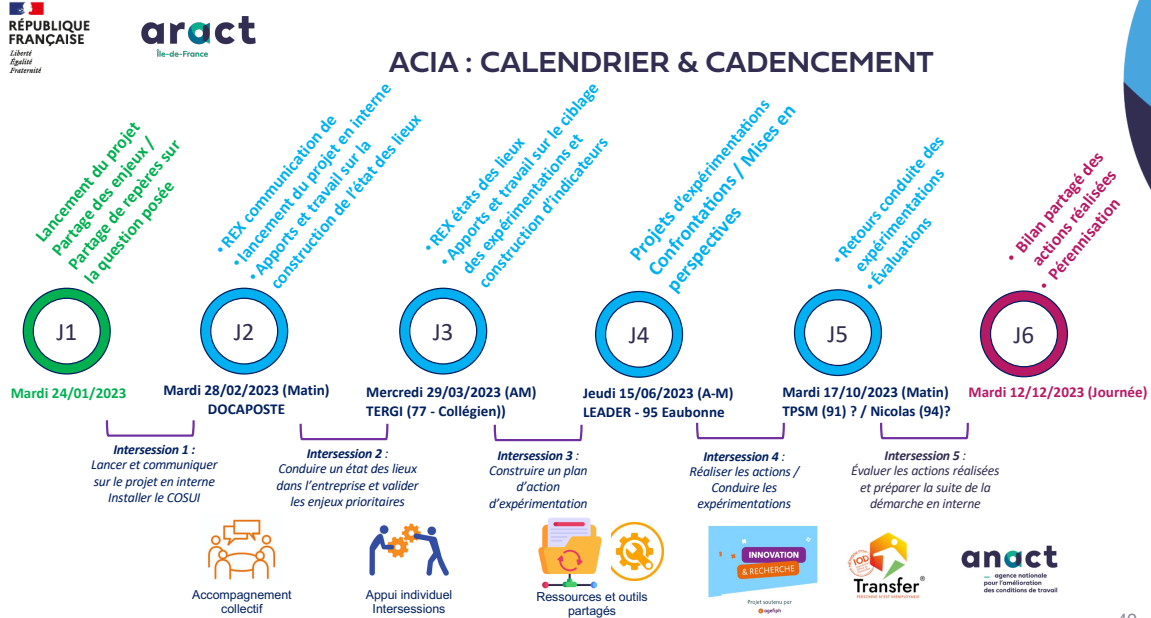 RÉPUBLIQUE
FRANÇAISE
Liberté
Égalité
Fraternité
aract
Île-de-France
ACIA : CALENDRIER & CADENCEMENT
Lancement du projet
Partage des enjeux /
Partage de repères sur
la question posée
• REX communication de
• lancement du projet en interne
• Apports et travail sur la
construction de l'état des lieux
• REX états des lieux
• Apports et travail sur le ciblage
des expérimentations et
construction d'indicateurs
Projets d'expérimentations
Confrontations / Mises en
perspectives
• Retours conduite des
expérimentations
• Évaluations
• Bilan partagé des
actions réalisées
• Pérennisation
J1
J2
J3
J4
J5
J6
Mardi 24/01/2023
Mardi 28/02/2023 (Matin)
DOCAPOSTE
Mercredi 29/03/2023 (AM)
TERGI (77 - Collégien))
Jeudi 15/06/2023 (A-M)
LEADER - 95 Eaubonne
Mardi 17/10/2023 (Matin)
TPSM (91) ? / Nicolas (94)?
Mardi 12/12/2023 (Journée)
Intersession 1 :
Lancer et communiquer
sur le projet en interne
Installer le COSUI
Intersession 2 :
Conduire un état des lieux
dans l'entreprise et valider
les enjeux prioritaires
Intersession 3 :
Construire un plan
d'action
d'expérimentation
Intersession 4 :
Réaliser les actions /
Conduire les
expérimentations
Intersession 5 :
Évaluer les actions réalisées
et préparer la suite de la
démarche en interne
Accompagnement
collectif
Appui individuel
Intersessions
Ressources et outils
partagés
INNOVATION
& RECHERCHE
Projet soutenu par
agefiph
IOD
Transfer®
PERSONNE N'EST INEMPLOYABLE
anact
agence nationale
pour l'amélioration
des conditions de travail